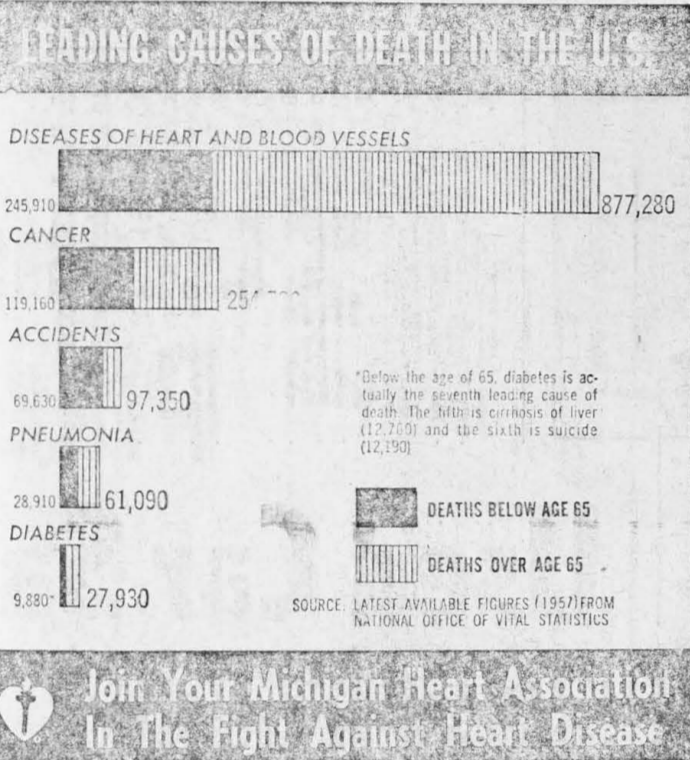 LEADING CAUSES OF DEATH IN THE U.S.
DISEASES OF HEART AND BLOOD VESSELS
245,910
877,280
CANCER
119,160
ACCIDENTS
69,630
97,350
*Below the age of 65, diabetes is ac-
tually the seventh leading cause of
death. The fifth is cirrhosis of liver
and the sixth is suicide
(12,190)
PNEUMONIA
28,910
61,090
DEATHS BELOW AGE 65
DIABETES
DEATHS OVER AGE 65
9,880*
27,930
SOURCE: LATEST AVAILABLE FIGURES (1957) FROM
NATIONAL OFFICE OF VITAL STATISTICS
Join Your Michigan Heart Association
In The Fight Against Heart Disease